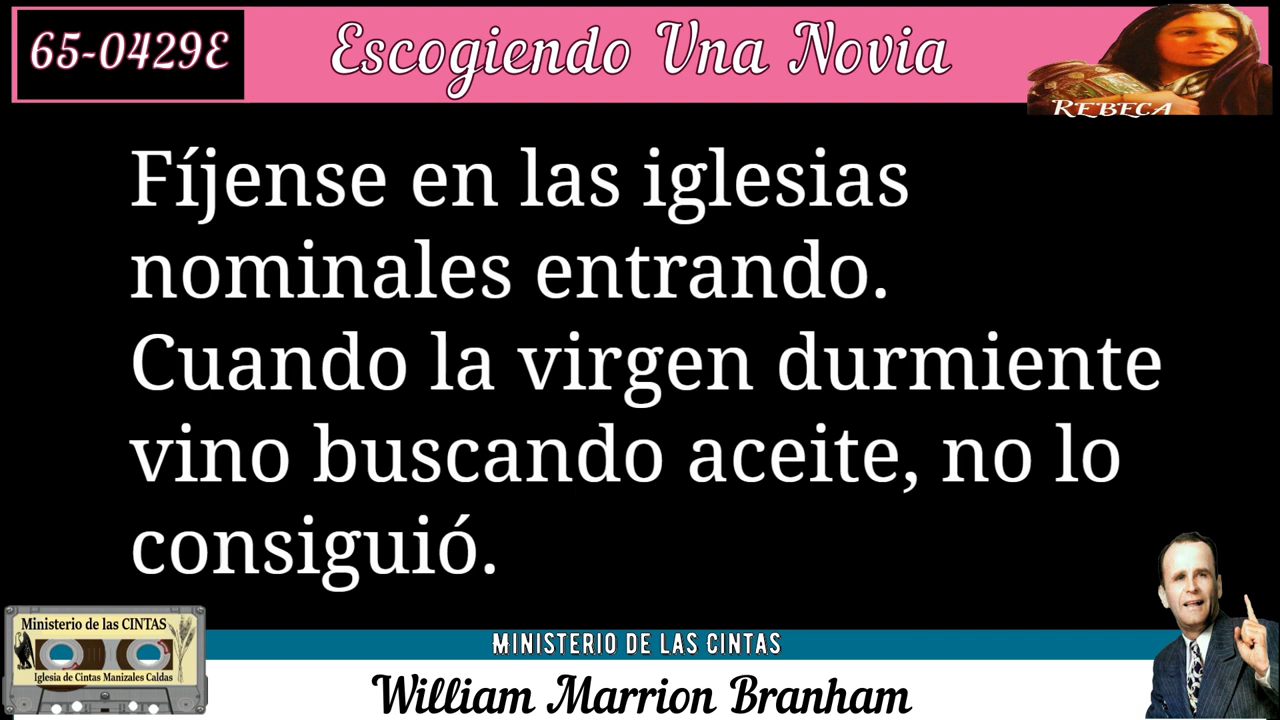 65-0429E
Escogiendo Una Novia
REBECA
Fíjense en las iglesias
nominales entrando.
Cuando la virgen durmiente
vino buscando aceite, no lo
consiguió.
Ministerio de las CINTAS
Iglesia de Cintas Manizales Caldas
MINISTERIO DE LAS CINTAS
William Marrion Branham